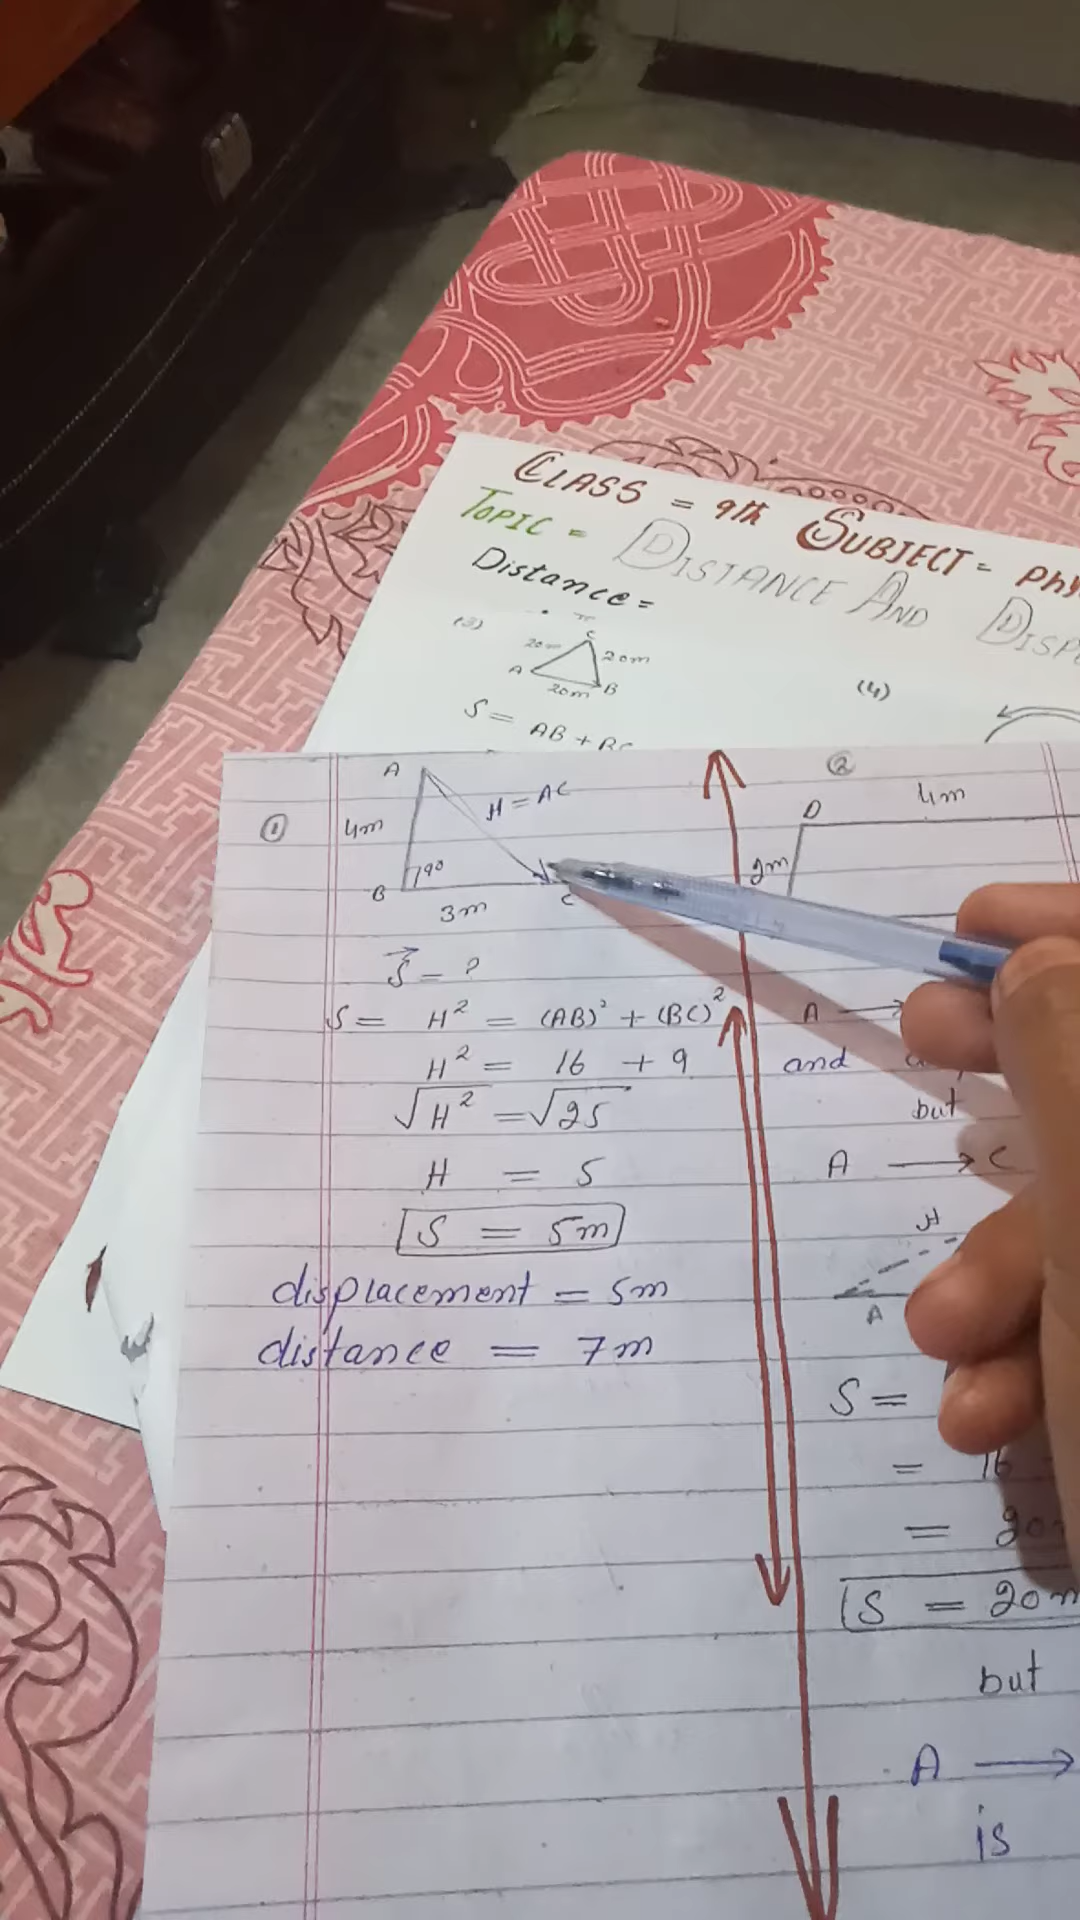 CLASS = 9th SUBJECT = Phy
TOPIC = DISTANCE AND DISPL
Distance =
(3)
C
20m
20m
A
20m
B
S = AB + BC
(4)
①
A
4m
H = AC
90
B
3m
C
S = ?
S = H² = (AB)² + (BC)²
H² = 16 + 9
√H² = √25
H = 5
S = 5m
displacement = 5m
distance = 7m
②
D
4m
2m
A →
and
but
A → C
H
A
S =
= 16
= 20
S = 20m
but
A →
is